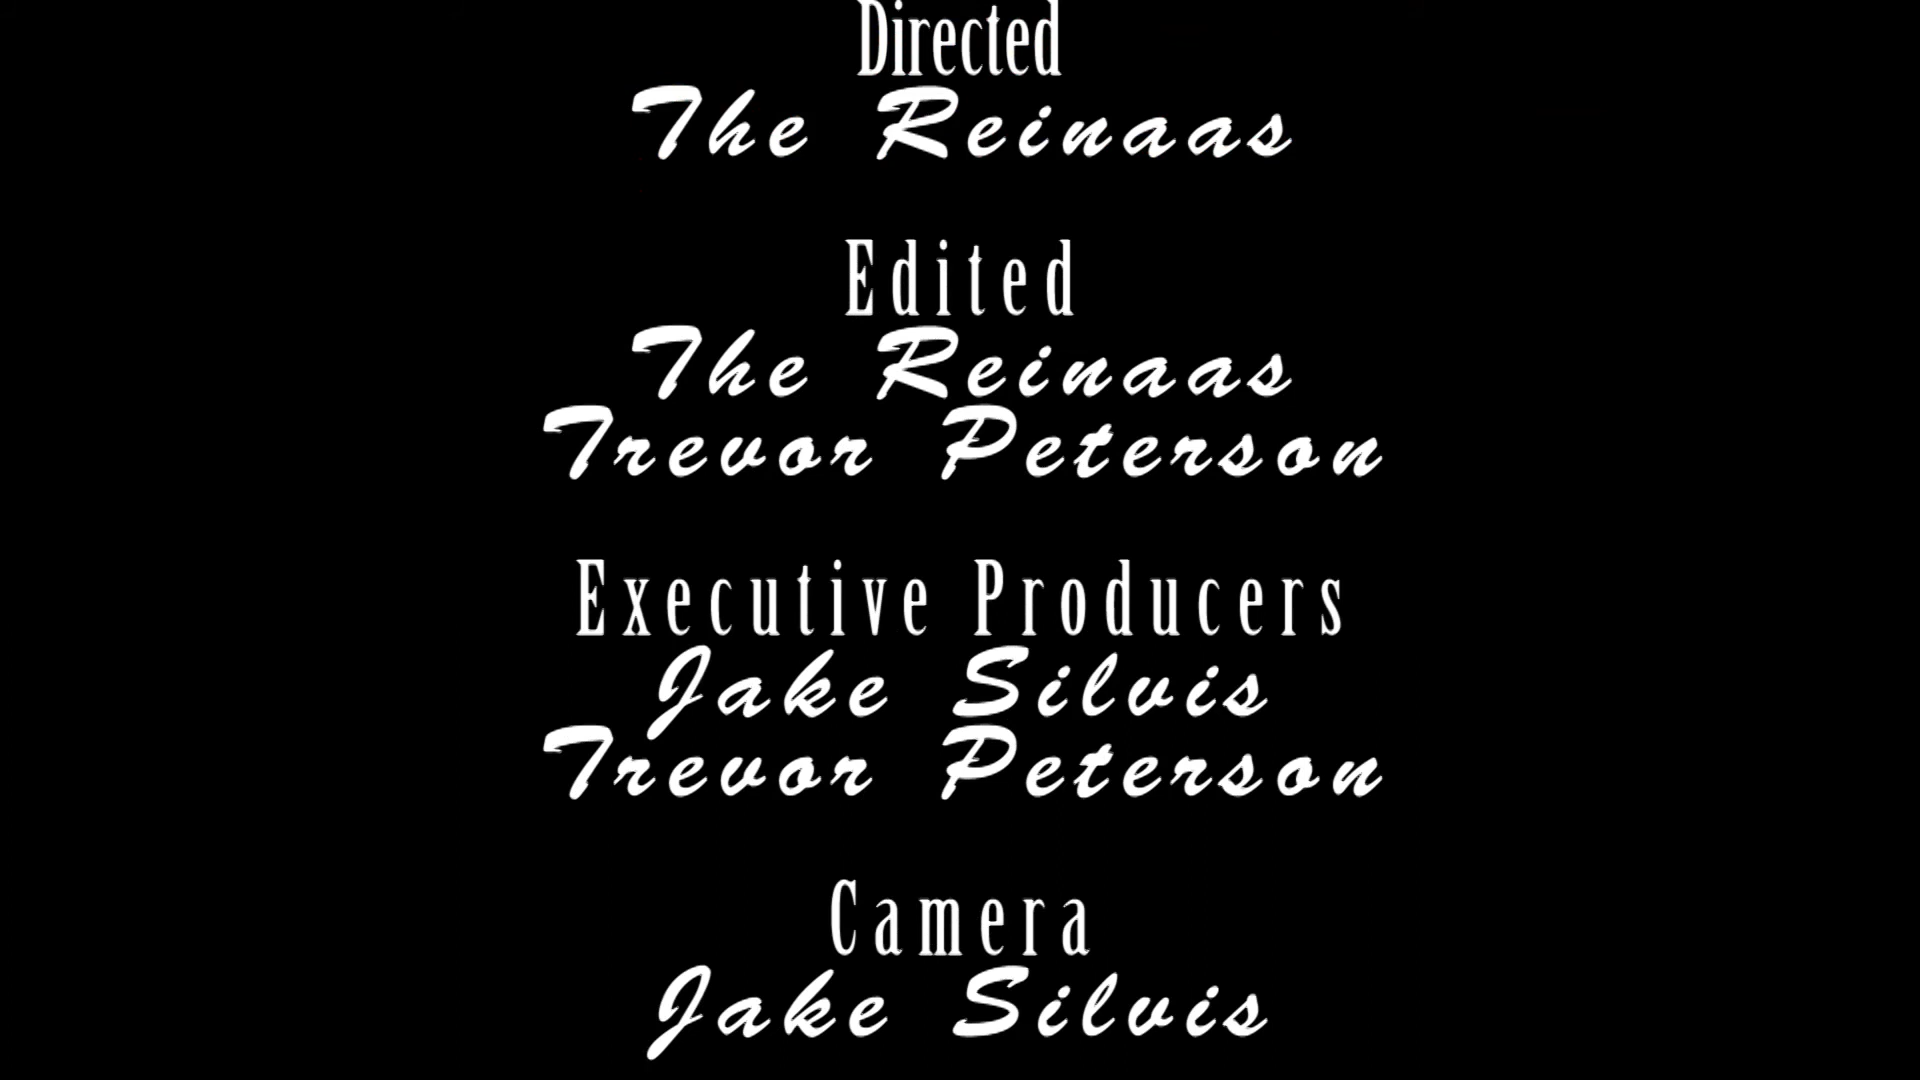 Directed
The Reinaas
Edited
The Reinaas
Trevor Peterson
Executive Producers
Jake Silvis
Trevor Peterson
Camera
Jake Silvis